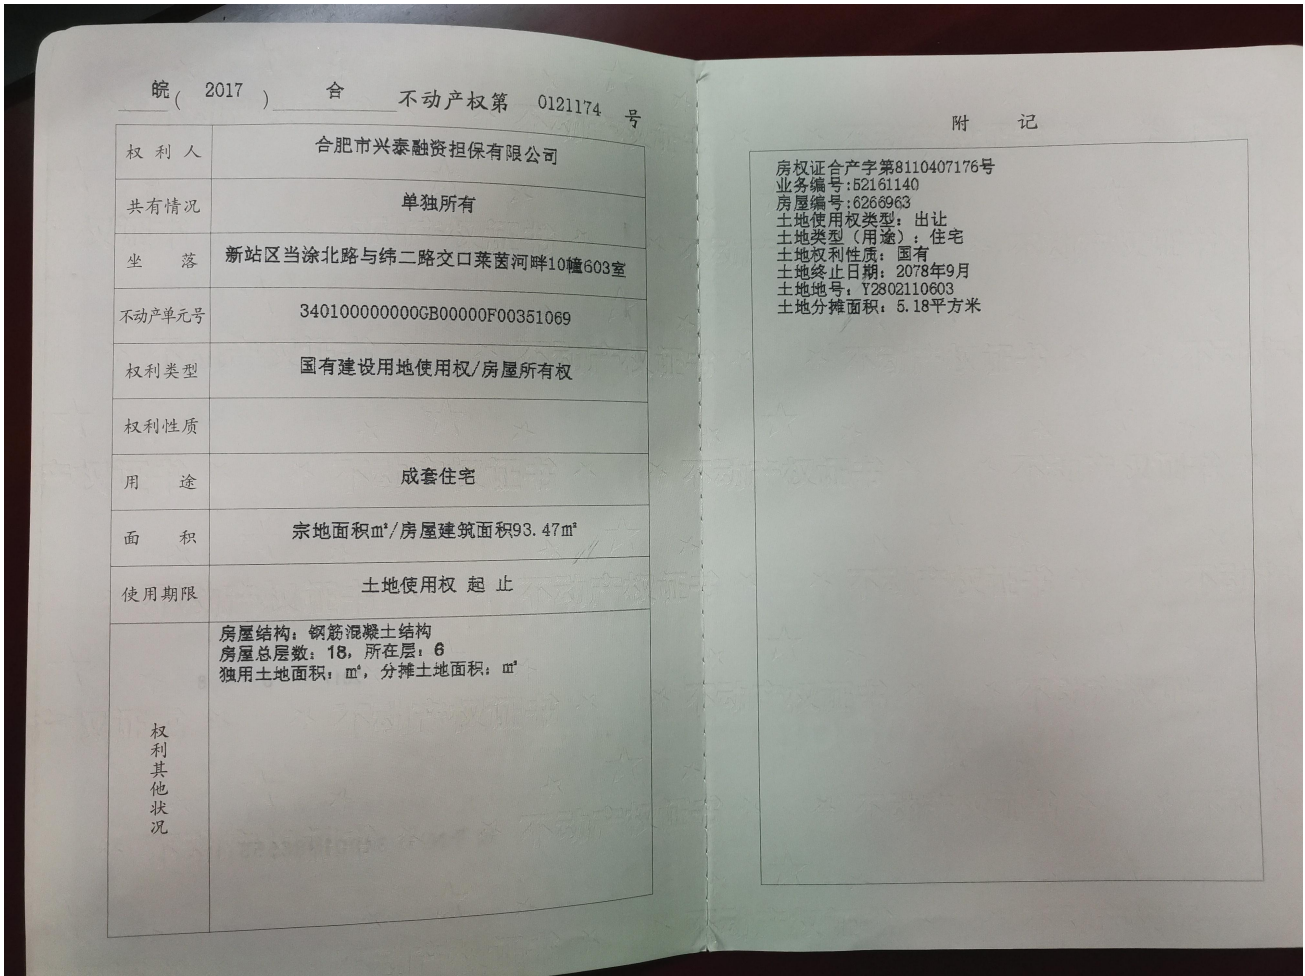 皖（ 2017 ） 合 不动产权第 0121174 号
权利人 合肥市兴泰融资担保有限公司
共有情况 单独所有
坐落 新站区当涂北路与纬二路交口莱茵河畔10幢603室
不动产单元号 340100000000GB00000F00351069
权利类型 国有建设用地使用权/房屋所有权
权利性质
用途 成套住宅
面积 宗地面积㎡/房屋建筑面积93.47㎡
使用期限 土地使用权 起 止
权利其他状况
房屋结构：钢筋混凝土结构
房屋总层数：18，所在层：6
独用土地面积：㎡，分摊土地面积：㎡
附记
房权证合产字第8110407176号
业务编号:52161140
房屋编号:6266963
土地使用权类型：出让
土地类型（用途）：住宅
土地权利性质：国有
土地终止日期：2078年9月
土地地号：Y2802110603
土地分摊面积：5.18平方米